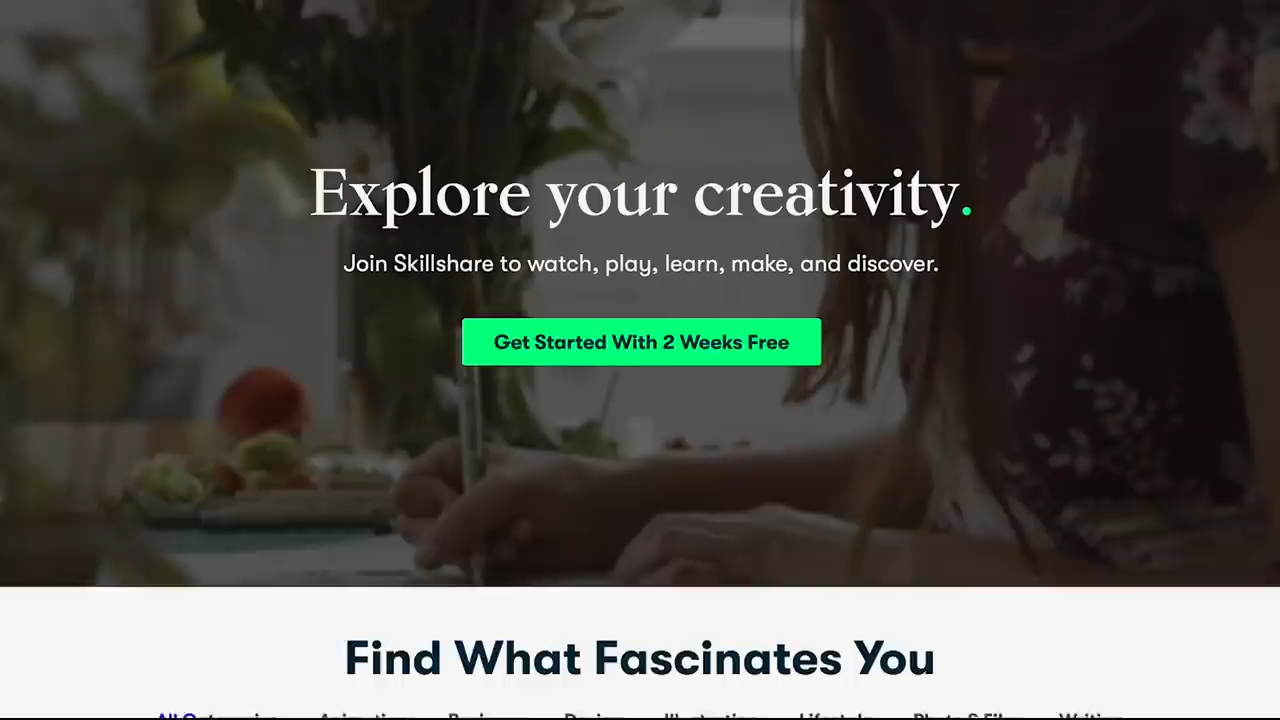 Explore your creativity.
Join Skillshare to watch, play, learn, make, and discover.
Get Started With 2 Weeks Free
Find What Fascinates You